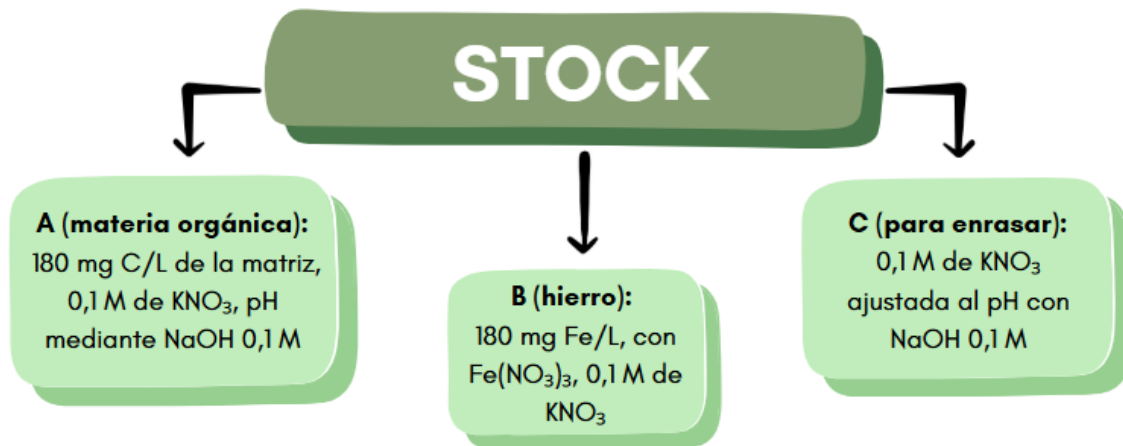 STOCK
A (materia orgánica):
180 mg C/L de la matriz,
0,1 M de KNO₃, pH
mediante NaOH 0,1 M
B (hierro):
180 mg Fe/L, con
Fe(NO₃)₃, 0,1 M de
KNO₃
C (para enrasar):
0,1 M de KNO₃
ajustada al pH con
NaOH 0,1 M